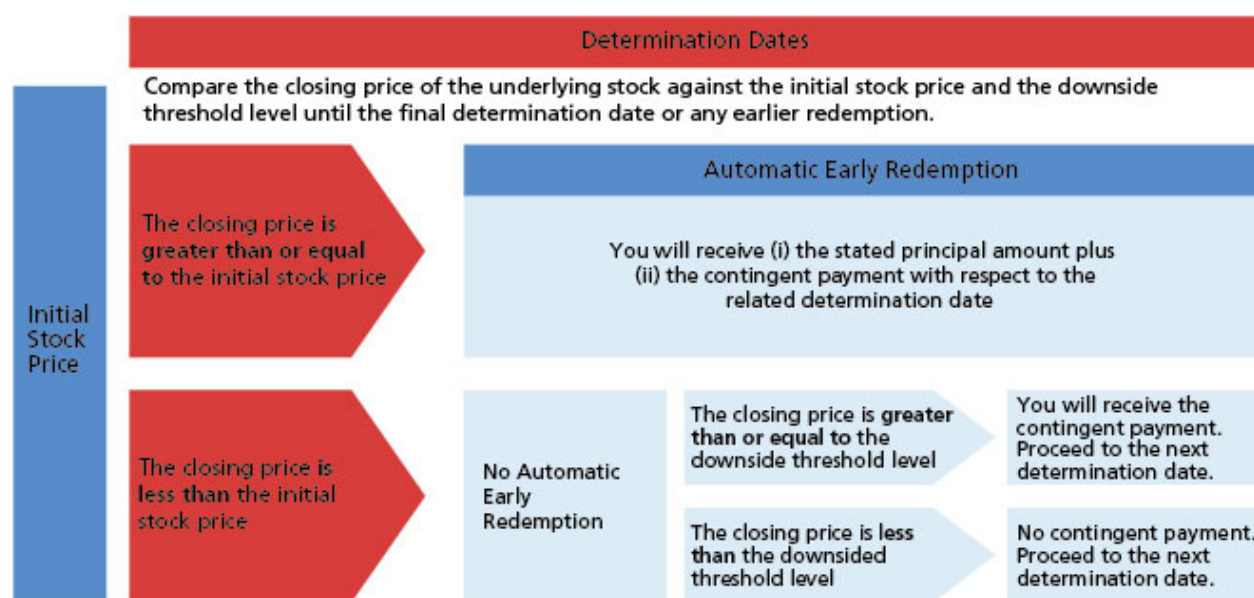 Determination Dates
Compare the closing price of the underlying stock against the initial stock price and the downside
threshold level until the final determination date or any earlier redemption.
Initial
Stock
Price
The closing price is
greater than or equal
to the initial stock price
Automatic Early Redemption
You will receive (i) the stated principal amount plus
(ii) the contingent payment with respect to the
related determination date
The closing price is
less than the initial
stock price
No Automatic
Early
Redemption
The closing price is greater
than or equal to the
downside threshold level
You will receive the
contingent payment.
Proceed to the next
determination date.
The closing price is less
than the downsided
threshold level
No contingent payment.
Proceed to the next
determination date.